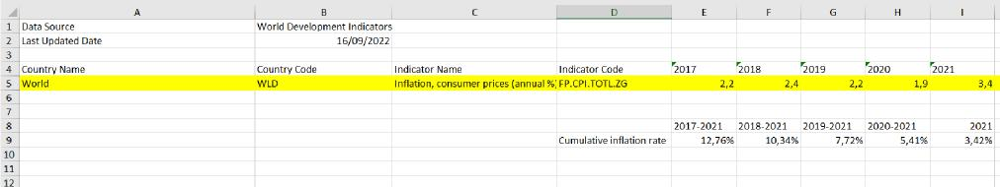 A B C D E F G H I
1 Data Source World Development Indicators
2 Last Updated Date 16/09/2022
3
4 Country Name Country Code Indicator Name Indicator Code 2017 2018 2019 2020 2021
5 World WLD Inflation, consumer prices (annual %) FP.CPI.TOTL.ZG 2,2 2,4 2,2 1,9 3,4
6
7
8 2017-2021 2018-2021 2019-2021 2020-2021 2021
9 Cumulative inflation rate 12,76% 10,34% 7,72% 5,41% 3,42%
10
11
12